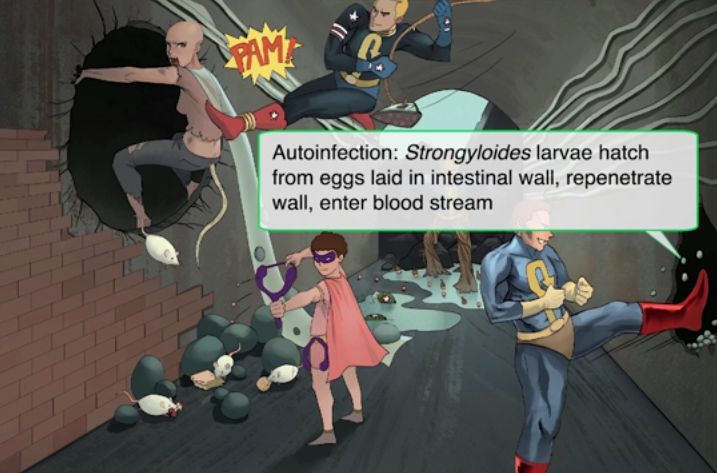 PAM!
G
Autoinfection: Strongyloides larvae hatch
from eggs laid in intestinal wall, repenetrate
wall, enter blood stream
G